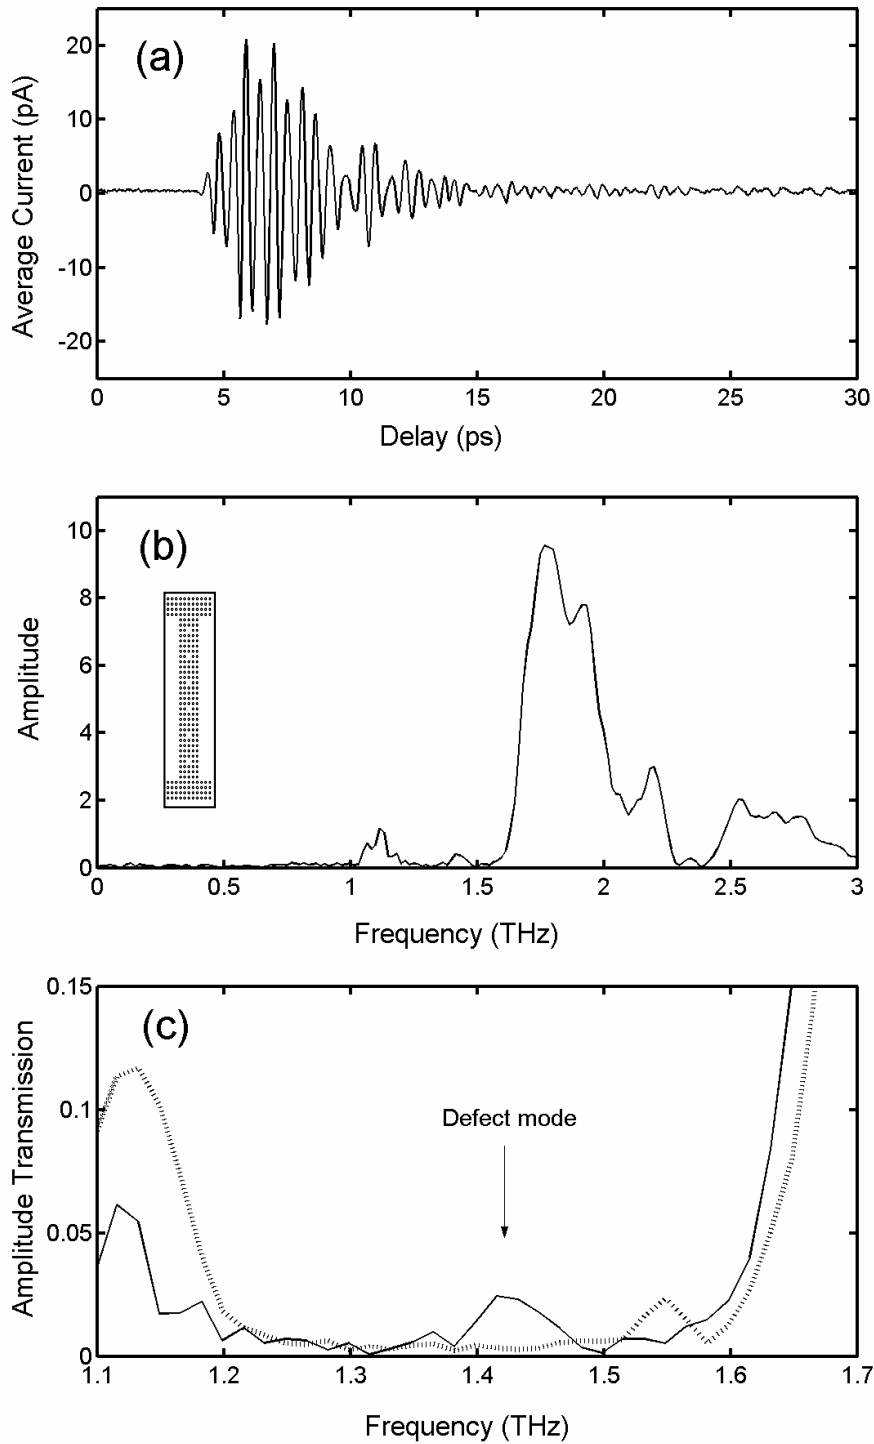 (a)
Average Current (pA)
20
10
0
-10
-20
0 5 10 15 20 25 30
Delay (ps)
(b)
Amplitude
10
8
6
4
2
0
0 0.5 1 1.5 2 2.5 3
Frequency (THz)
(c)
Amplitude Transmission
0.15
0.1
0.05
0
Defect mode
1.1 1.2 1.3 1.4 1.5 1.6 1.7
Frequency (THz)